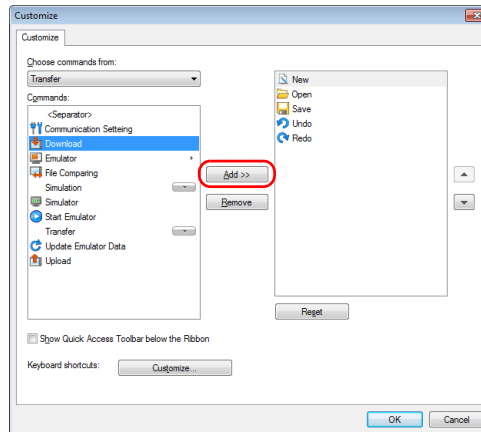 Customize
Customize
Choose commands from:
Transfer
Commands:
<Separator>
Communication Setteing
Download
Emulator
File Comparing
Simulation
Simulator
Start Emulator
Transfer
Update Emulator Data
Upload
Add >>
Remove
New
Open
Save
Undo
Redo
Reset
Show Quick Access Toolbar below the Ribbon
Keyboard shortcuts:
Customize...
OK
Cancel